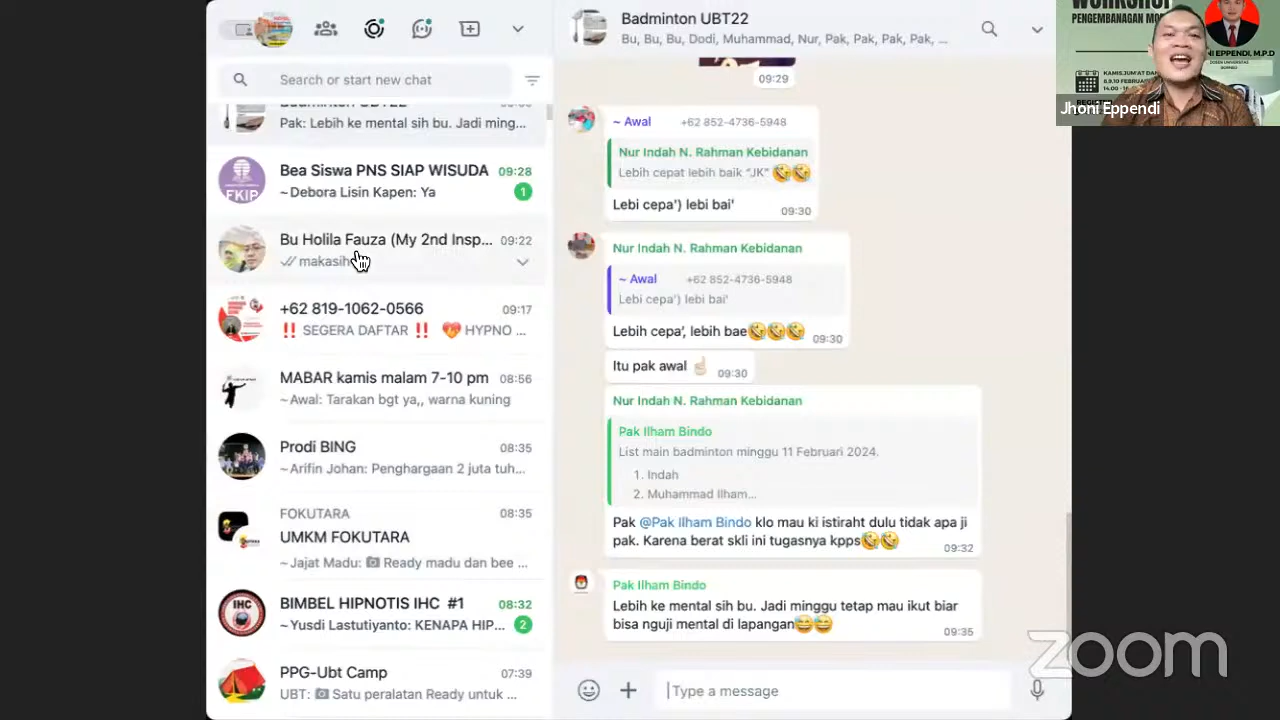 Search or start new chat
Badminton UBT22
Pak: Lebih ke mental sih bu. Jadi ming...
Bea Siswa PNS SIAP WISUDA 09:28
~Debora Lisin Kapen: Ya 1
Bu Holila Fauza (My 2nd Insp... 09:22
makasih
+62 819-1062-0566 09:17
‼️ SEGERA DAFTAR ‼️ 💖 HYPNO ...
MABAR kamis malam 7-10 pm 08:56
~Awal: Tarakan bgt ya,, warna kuning
Prodi BING 08:35
~Arifin Johan: Penghargaan 2 juta tuh...
FOKUTARA 08:35
UMKM FOKUTARA
~Jajat Madu: 📷 Ready madu dan bee ...
BIMBEL HIPNOTIS IHC #1 08:32
~Yusdi Lastutiyanto: KENAPA HIP... 2
PPG-Ubt Camp 07:39
UBT: 📷 Satu peralatan Ready untuk ...
FKIP
IHC
Badminton UBT22
Bu, Bu, Bu, Dodi, Muhammad, Nur, Pak, Pak, Pak, Pak, ...
09:29
~ Awal +62 852-4736-5948
Nur Indah N. Rahman Kebidanan
Lebih cepat lebih baik "JK" 🤣🤣
Lebi cepa') lebi bai' 09:30
Nur Indah N. Rahman Kebidanan
~ Awal +62 852-4736-5948
Lebi cepa') lebi bai'
Lebih cepa', lebih bae🤣🤣🤣 09:30
Itu pak awal ☝🏻 09:30
Nur Indah N. Rahman Kebidanan
Pak Ilham Bindo
List main badminton minggu 11 Februari 2024.
1. Indah
2. Muhammad Ilham...
Pak @Pak Ilham Bindo klo mau ki istiraht dulu tidak apa ji
pak. Karena berat skli ini tugasnya kpps🤣🤣 09:32
Pak Ilham Bindo
Lebih ke mental sih bu. Jadi minggu tetap mau ikut biar
bisa nguji mental di lapangan😅😅 09:35
Type a message
WORKSHOP
NI EPPENDI, M.P.D
Jhoni Eppendi
zoom